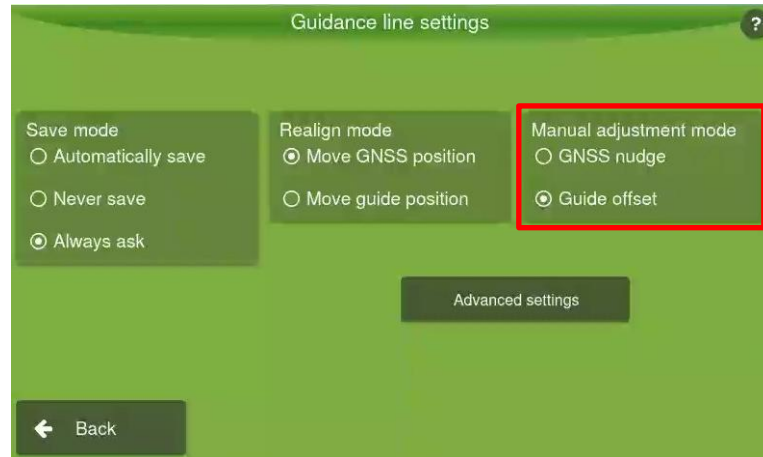 Guidance line settings
?
Save mode
Automatically save
Never save
Always ask
Realign mode
Move GNSS position
Move guide position
Manual adjustment mode
GNSS nudge
Guide offset
Advanced settings
Back